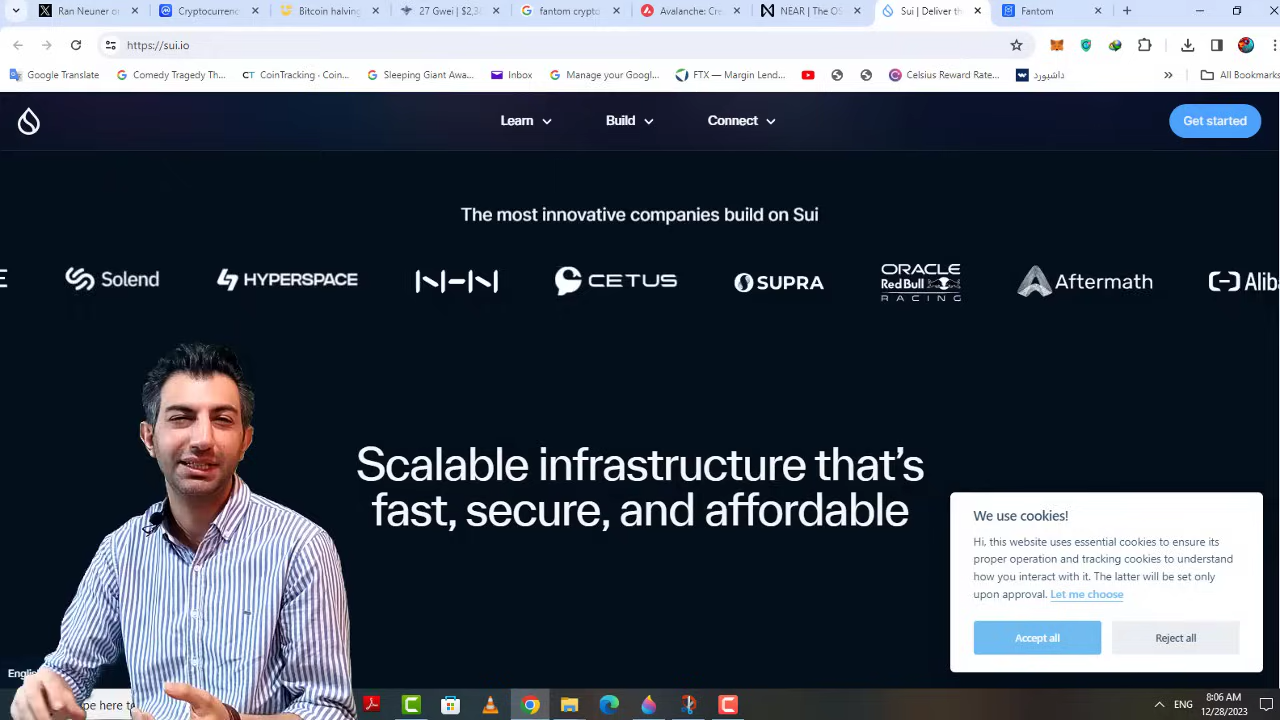 Ran Neuner on
Cryptocurrenc
Bitcoin halving
27 Gwei | $2,3
fantom crypto
Avalanche: Cre
NEAR | The OS
Sui | Deliver th
Fantom
https://sui.io
Google Translate
Comedy Tragedy Th...
CoinTracking · Coin...
Sleeping Giant Awa...
Inbox
Manage your Googl...
FTX — Margin Lend...
Celsius Reward Rate...
داشبورد
All Bookmarks
Learn
Build
Connect
Get started
The most innovative companies build on Sui
E
Solend
HYPERSPACE
N-N
CETUS
SUPRA
ORACLE
Red Bull
RACING
Aftermath
Aliba
Scalable infrastructure that's
fast, secure, and affordable
We use cookies!
Hi, this website uses essential cookies to ensure its
proper operation and tracking cookies to understand
how you interact with it. The latter will be set only
upon approval. Let me choose
Accept all
Reject all
English
pe here t
ENG
8:06 AM
12/28/2023